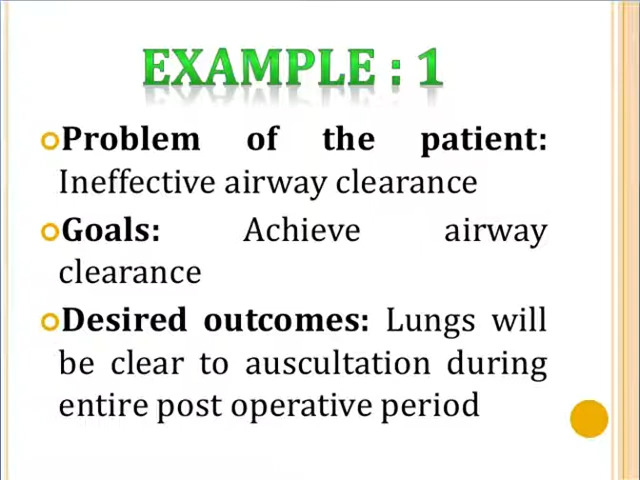 EXAMPLE : 1
Problem of the patient:
Ineffective airway clearance
Goals: Achieve airway
clearance
Desired outcomes: Lungs will
be clear to auscultation during
entire post operative period